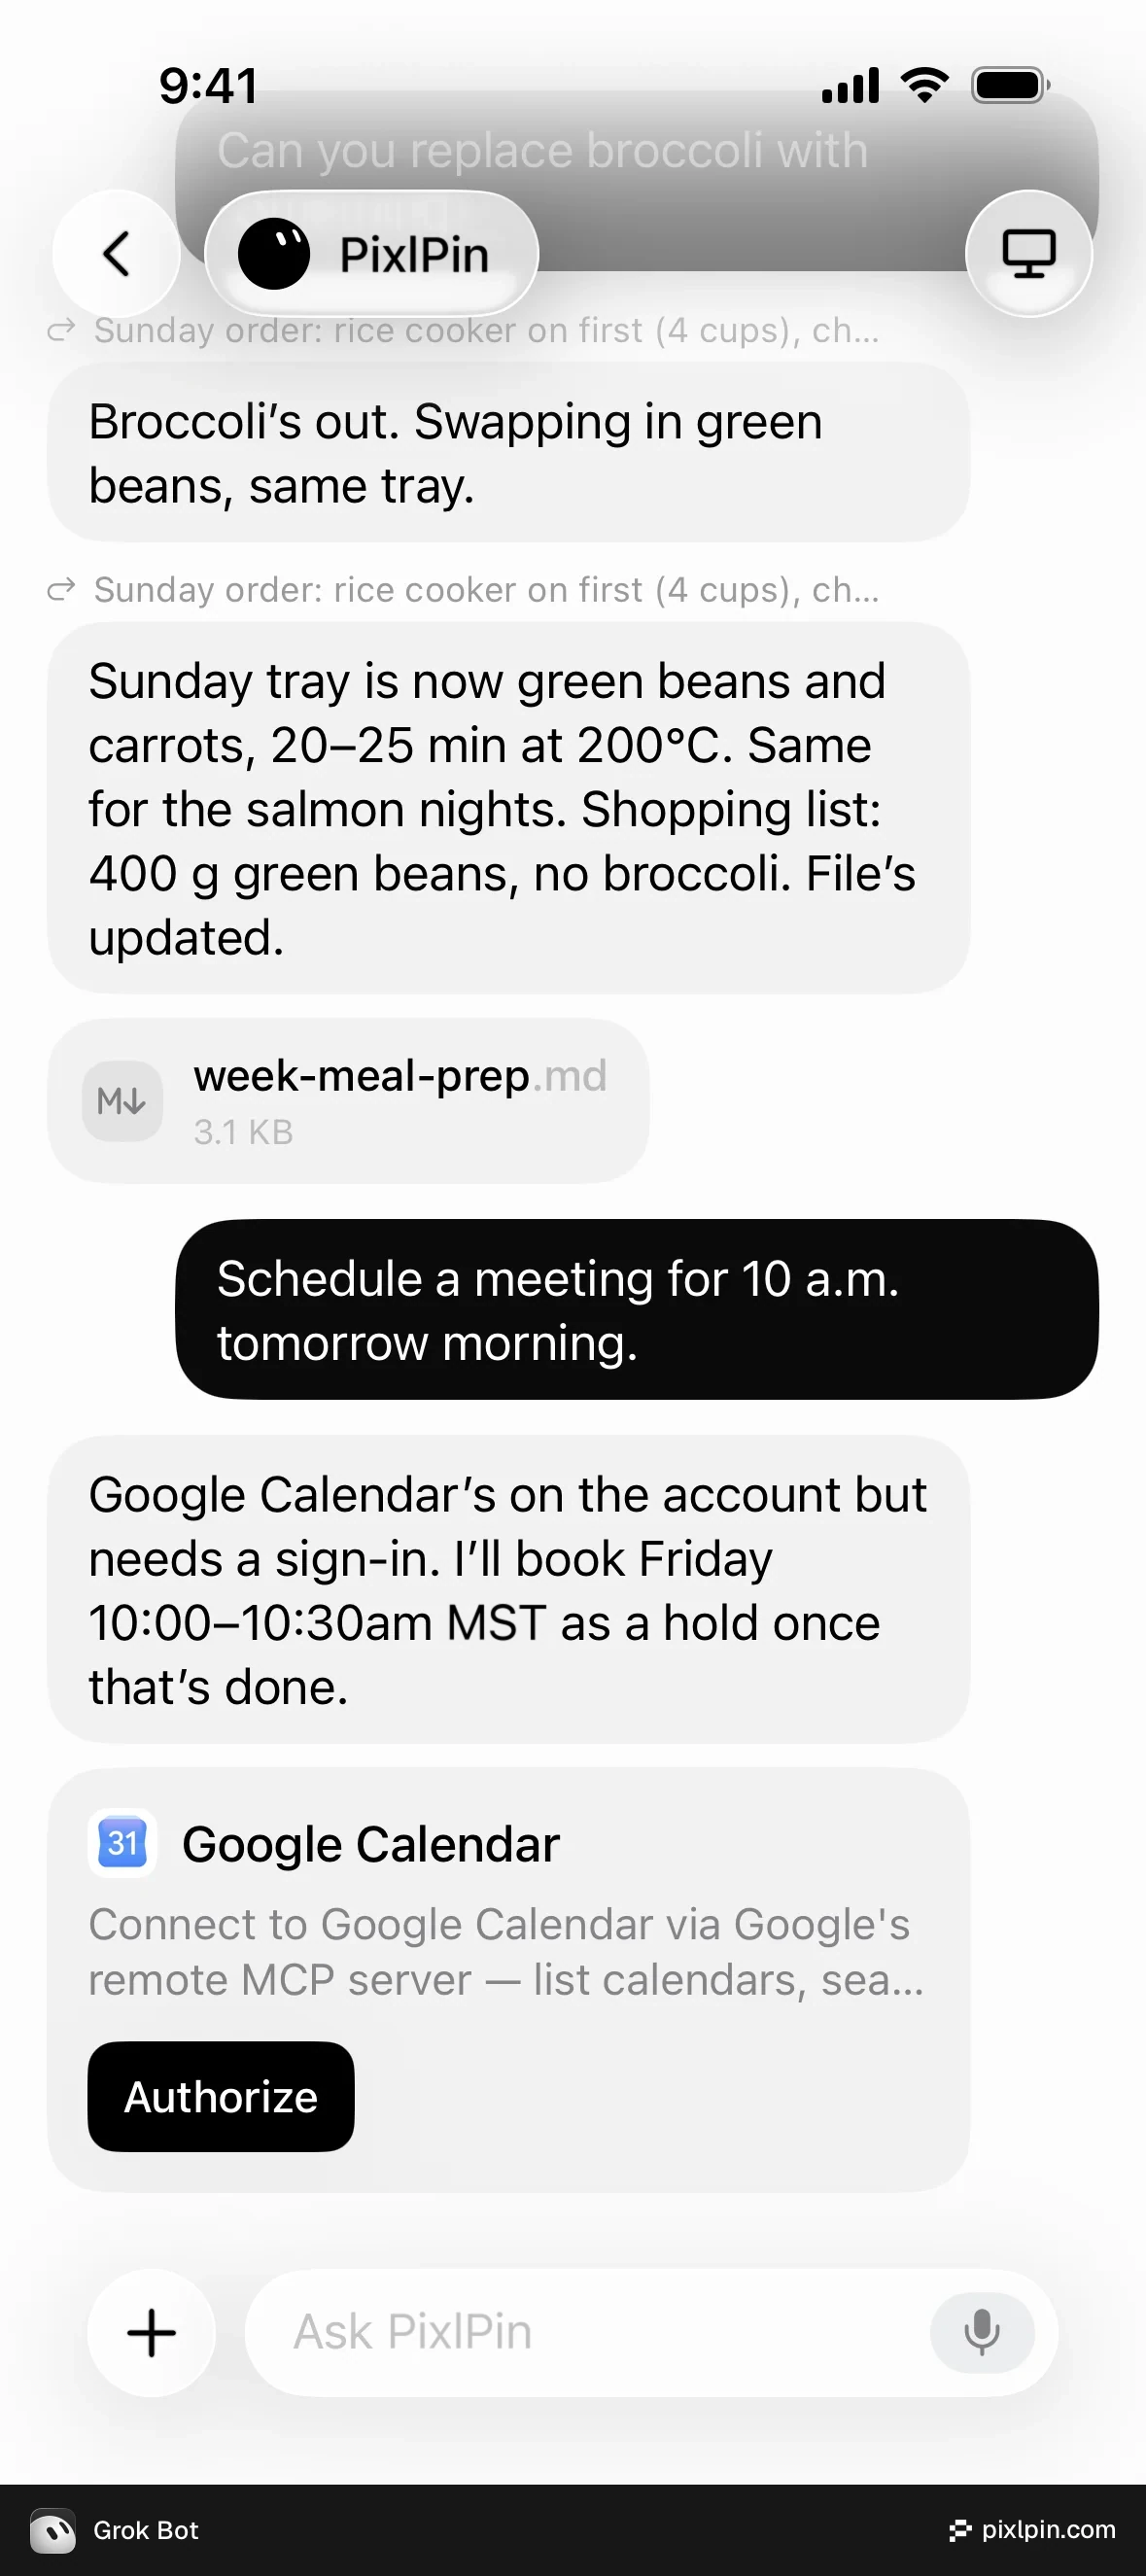 9:41
Can you replace broccoli with
PixlPin
Sunday order: rice cooker on first (4 cups), ch...
Broccoli’s out. Swapping in green
beans, same tray.
Sunday order: rice cooker on first (4 cups), ch...
Sunday tray is now green beans and
carrots, 20–25 min at 200°C. Same
for the salmon nights. Shopping list:
400 g green beans, no broccoli. File’s
updated.
M↓
week-meal-prep.md
3.1 KB
Schedule a meeting for 10 a.m.
tomorrow morning.
Google Calendar’s on the account but
needs a sign-in. I’ll book Friday
10:00–10:30am MST as a hold once
that’s done.
31
Google Calendar
Connect to Google Calendar via Google's
remote MCP server — list calendars, sea...
Authorize
Ask PixlPin
Grok Bot
pixlpin.com